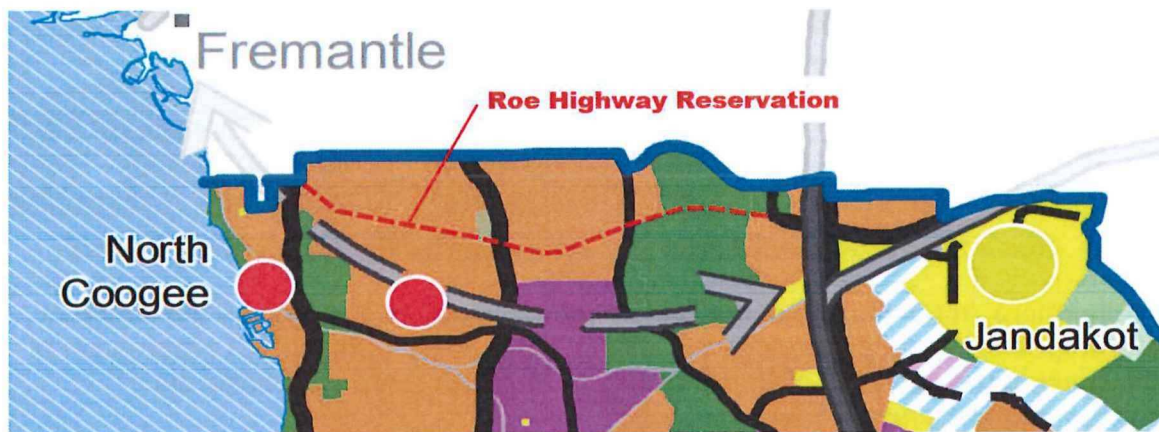 Fremantle
Roe Highway Reservation
North
Coogee
Jandakot